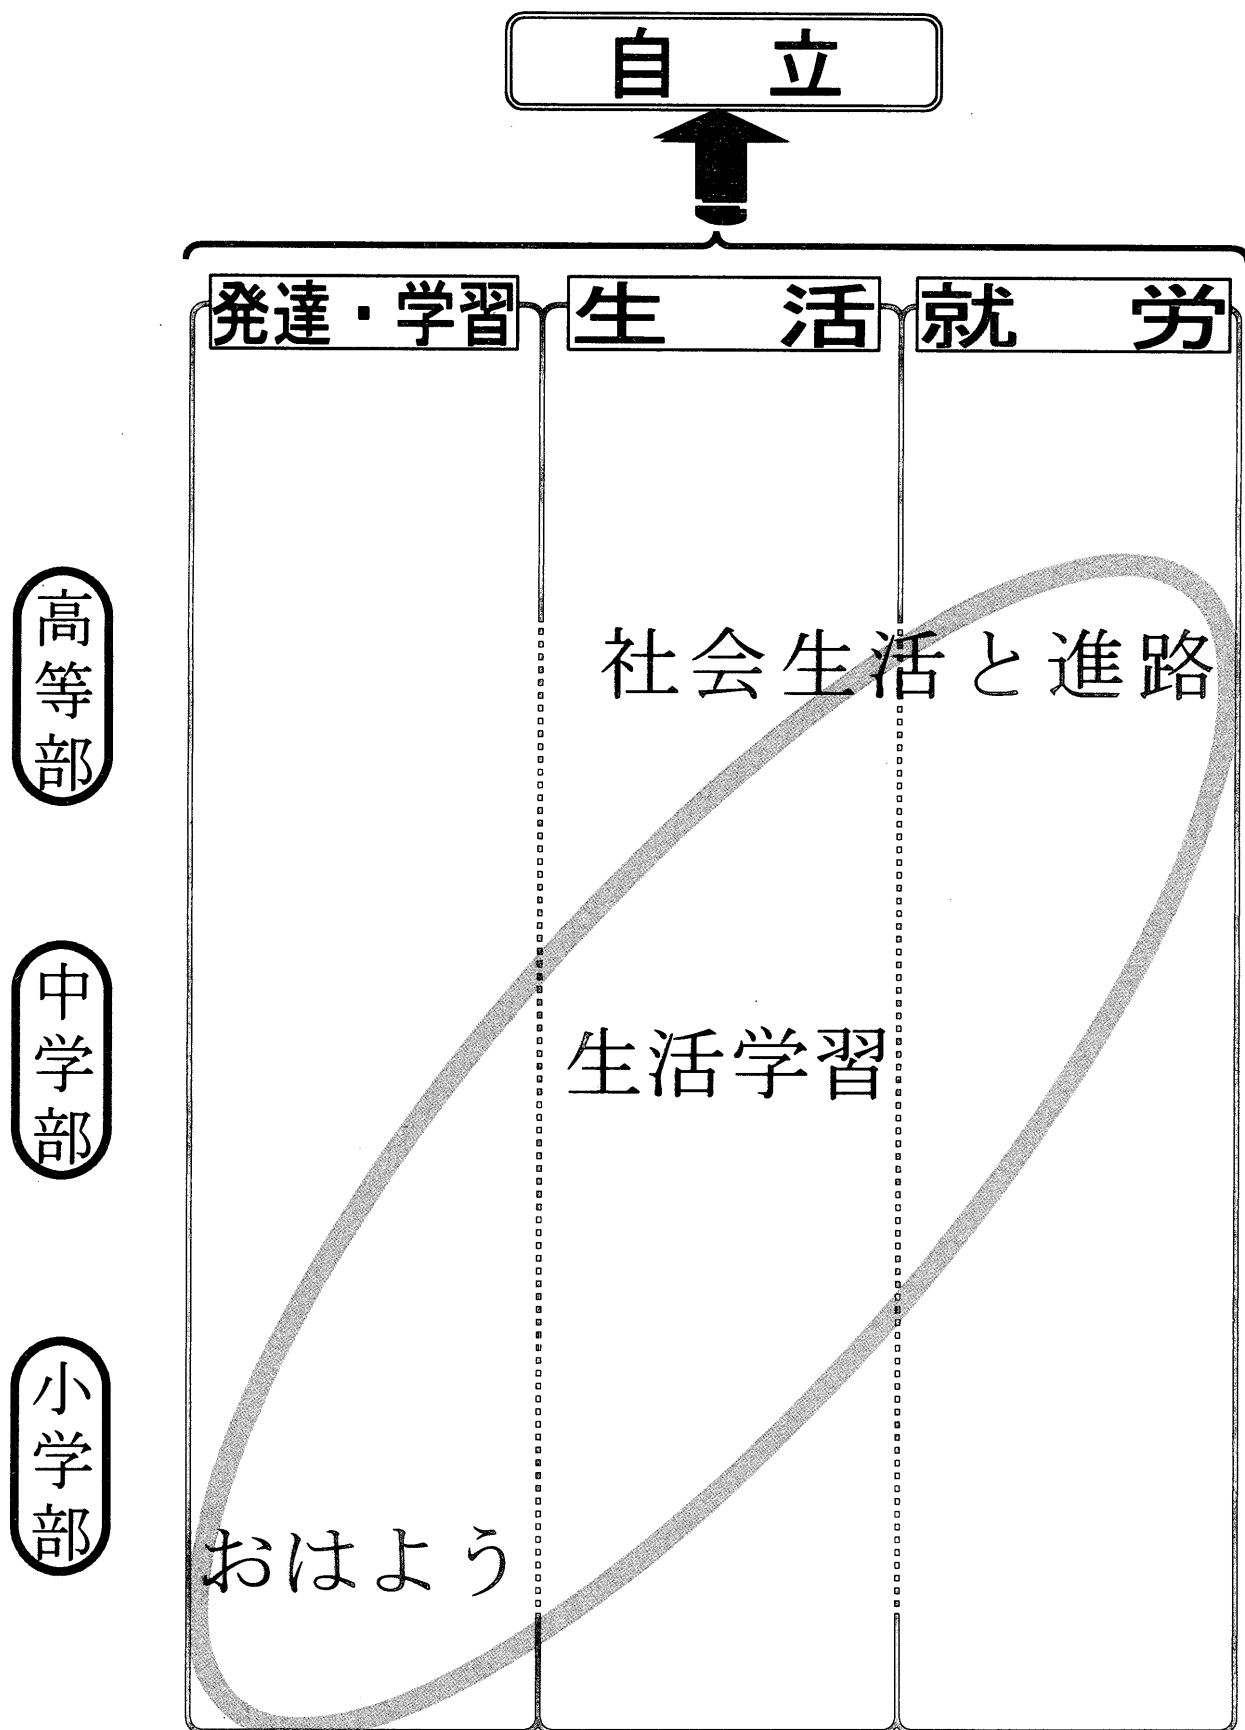 自 立
発達・学習
生 活
就 労
高等部
社会生活と進路
中学部
生活学習
小学部
おはよう